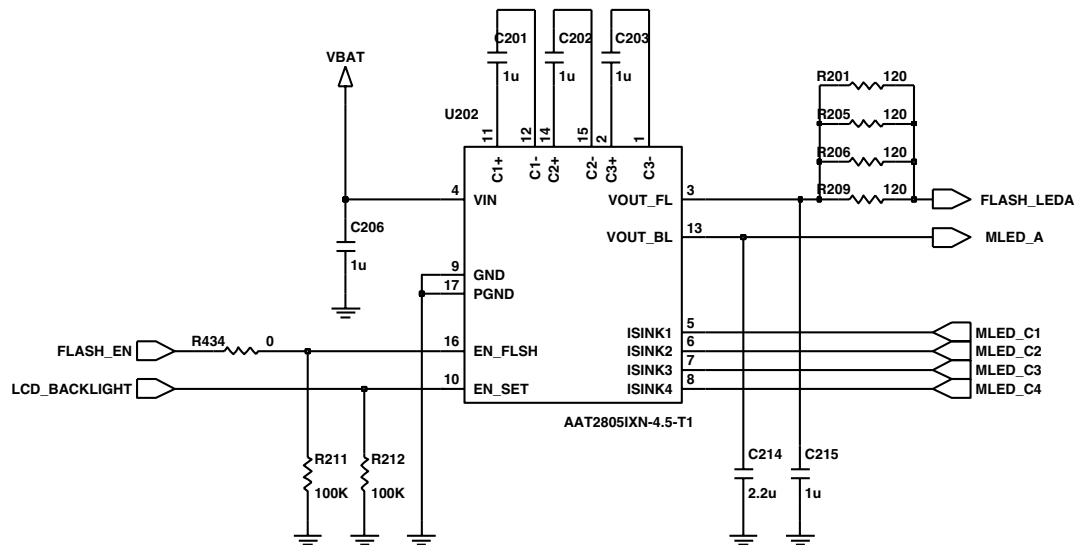 C201
C202
C203
1u
1u
1u
VBAT
U202
11
12
14
15
2
1
C1+
C1-
C2+
C2-
C3+
C3-
R201 120
R205 120
R206 120
R209 120
4 VIN
VOUT_FL 3
FLASH_LEDA
C206
1u
VOUT_BL 13
MLED_A
9 GND
17 PGND
ISINK1 5 MLED_C1
FLASH_EN R434 0 16 EN_FLSH
ISINK2 6 MLED_C2
ISINK3 7 MLED_C3
LCD_BACKLIGHT 10 EN_SET
ISINK4 8 MLED_C4
AAT2805IXN-4.5-T1
R211
100K
R212
100K
C214
2.2u
C215
1u